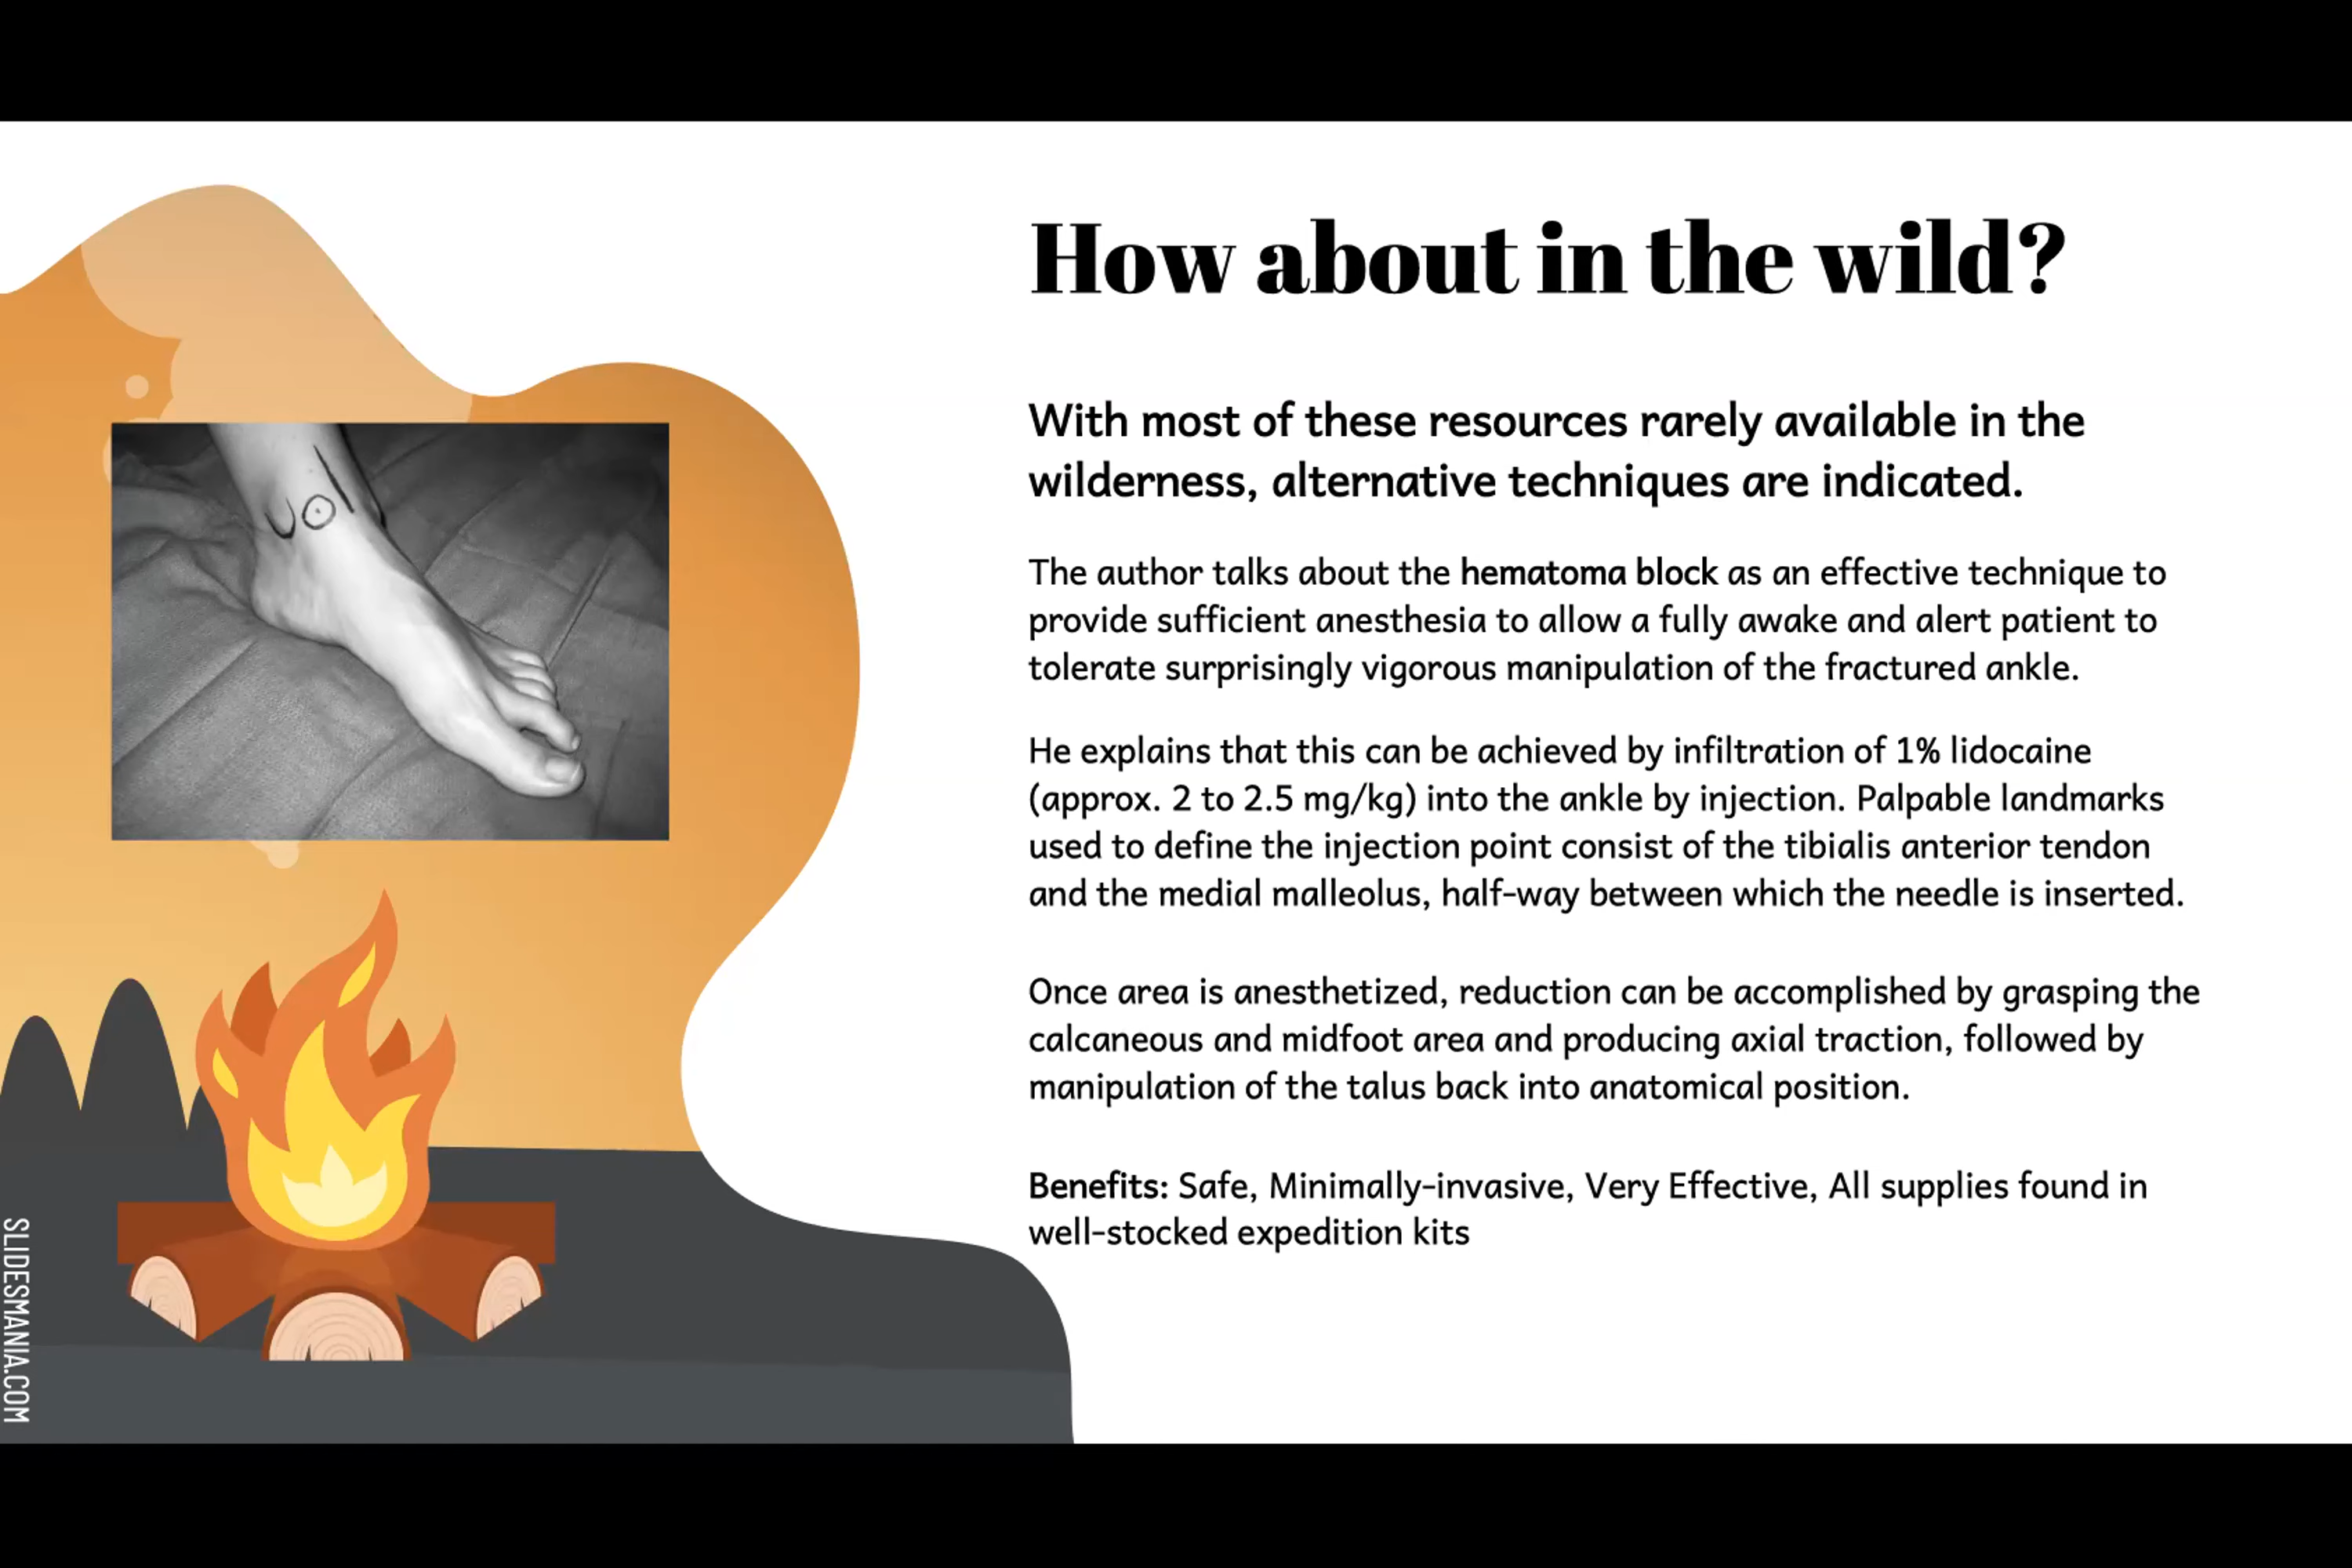 How about in the wild?
With most of these resources rarely available in the
wilderness, alternative techniques are indicated.
The author talks about the hematoma block as an effective technique to
provide sufficient anesthesia to allow a fully awake and alert patient to
tolerate surprisingly vigorous manipulation of the fractured ankle.
He explains that this can be achieved by infiltration of 1% lidocaine
(approx. 2 to 2.5 mg/kg) into the ankle by injection. Palpable landmarks
used to define the injection point consist of the tibialis anterior tendon
and the medial malleolus, half-way between which the needle is inserted.
Once area is anesthetized, reduction can be accomplished by grasping the
calcaneous and midfoot area and producing axial traction, followed by
manipulation of the talus back into anatomical position.
Benefits: Safe, Minimally-invasive, Very Effective, All supplies found in
well-stocked expedition kits
SLIDESMANIA.COM